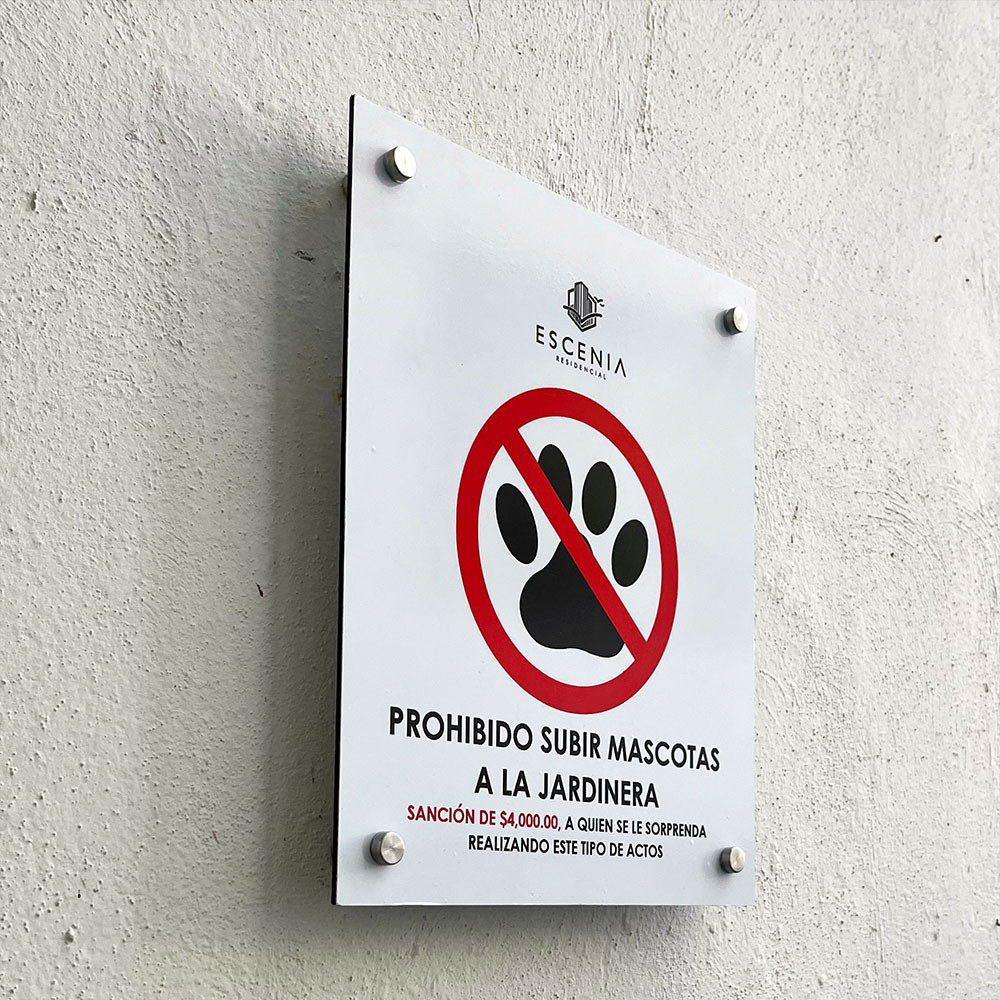 ESCENIA
RESIDENCIAL
PROHIBIDO SUBIR MASCOTAS
A LA JARDINERA
SANCIÓN DE $4,000.00, A QUIEN SE LE SORPRENDA
REALIZANDO ESTE TIPO DE ACTOS